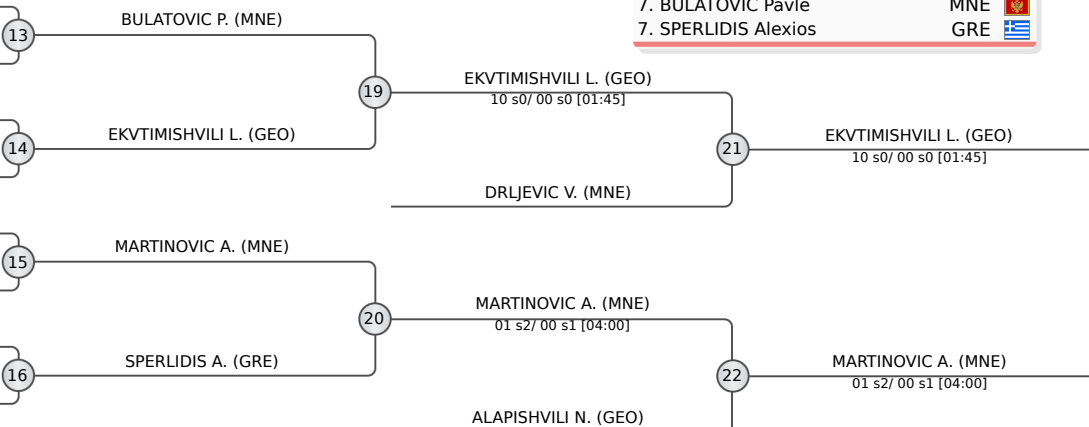 7. BULATOVIC Pavle MNE
7. SPERLIDIS Alexios GRE
BULATOVIC P. (MNE)
13
19
EKVTIMISHVILI L. (GEO)
10 s0/ 00 s0 [01:45]
EKVTIMISHVILI L. (GEO)
14
21
EKVTIMISHVILI L. (GEO)
10 s0/ 00 s0 [01:45]
DRLJEVIC V. (MNE)
MARTINOVIC A. (MNE)
15
20
MARTINOVIC A. (MNE)
01 s2/ 00 s1 [04:00]
SPERLIDIS A. (GRE)
16
22
MARTINOVIC A. (MNE)
01 s2/ 00 s1 [04:00]
ALAPISHVILI N. (GEO)